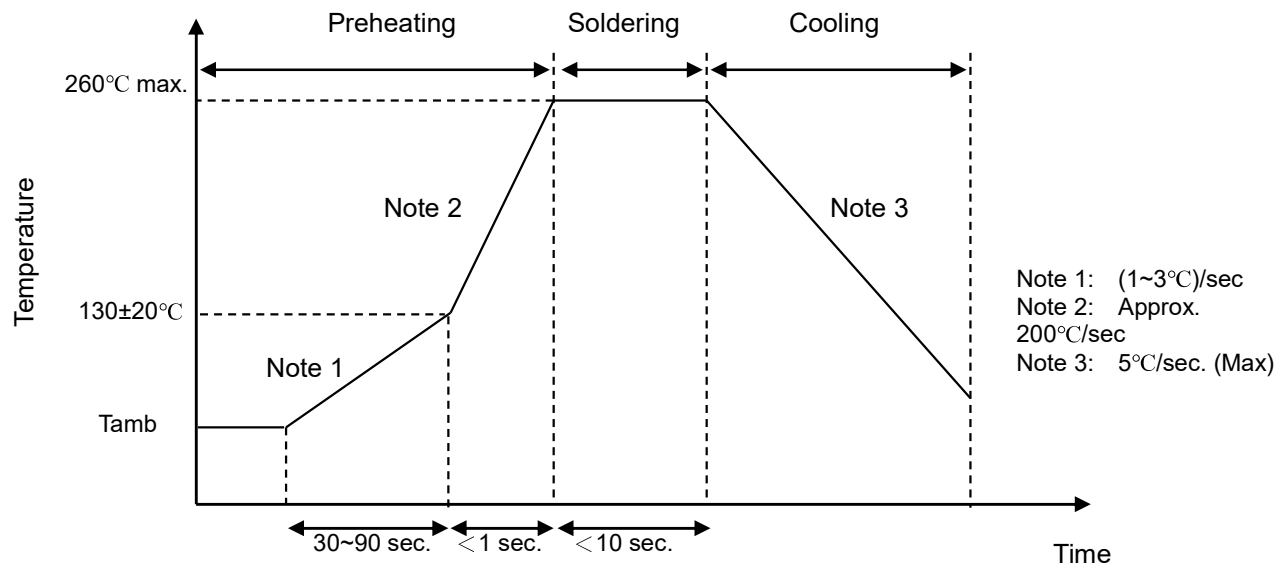 Preheating Soldering Cooling
260℃ max.
Temperature
Note 2
Note 3
130±20℃
Note 1
Tamb
Note 1: (1~3℃)/sec
Note 2: Approx.
200℃/sec
Note 3: 5℃/sec. (Max)
30~90 sec. <1 sec. <10 sec.
Time